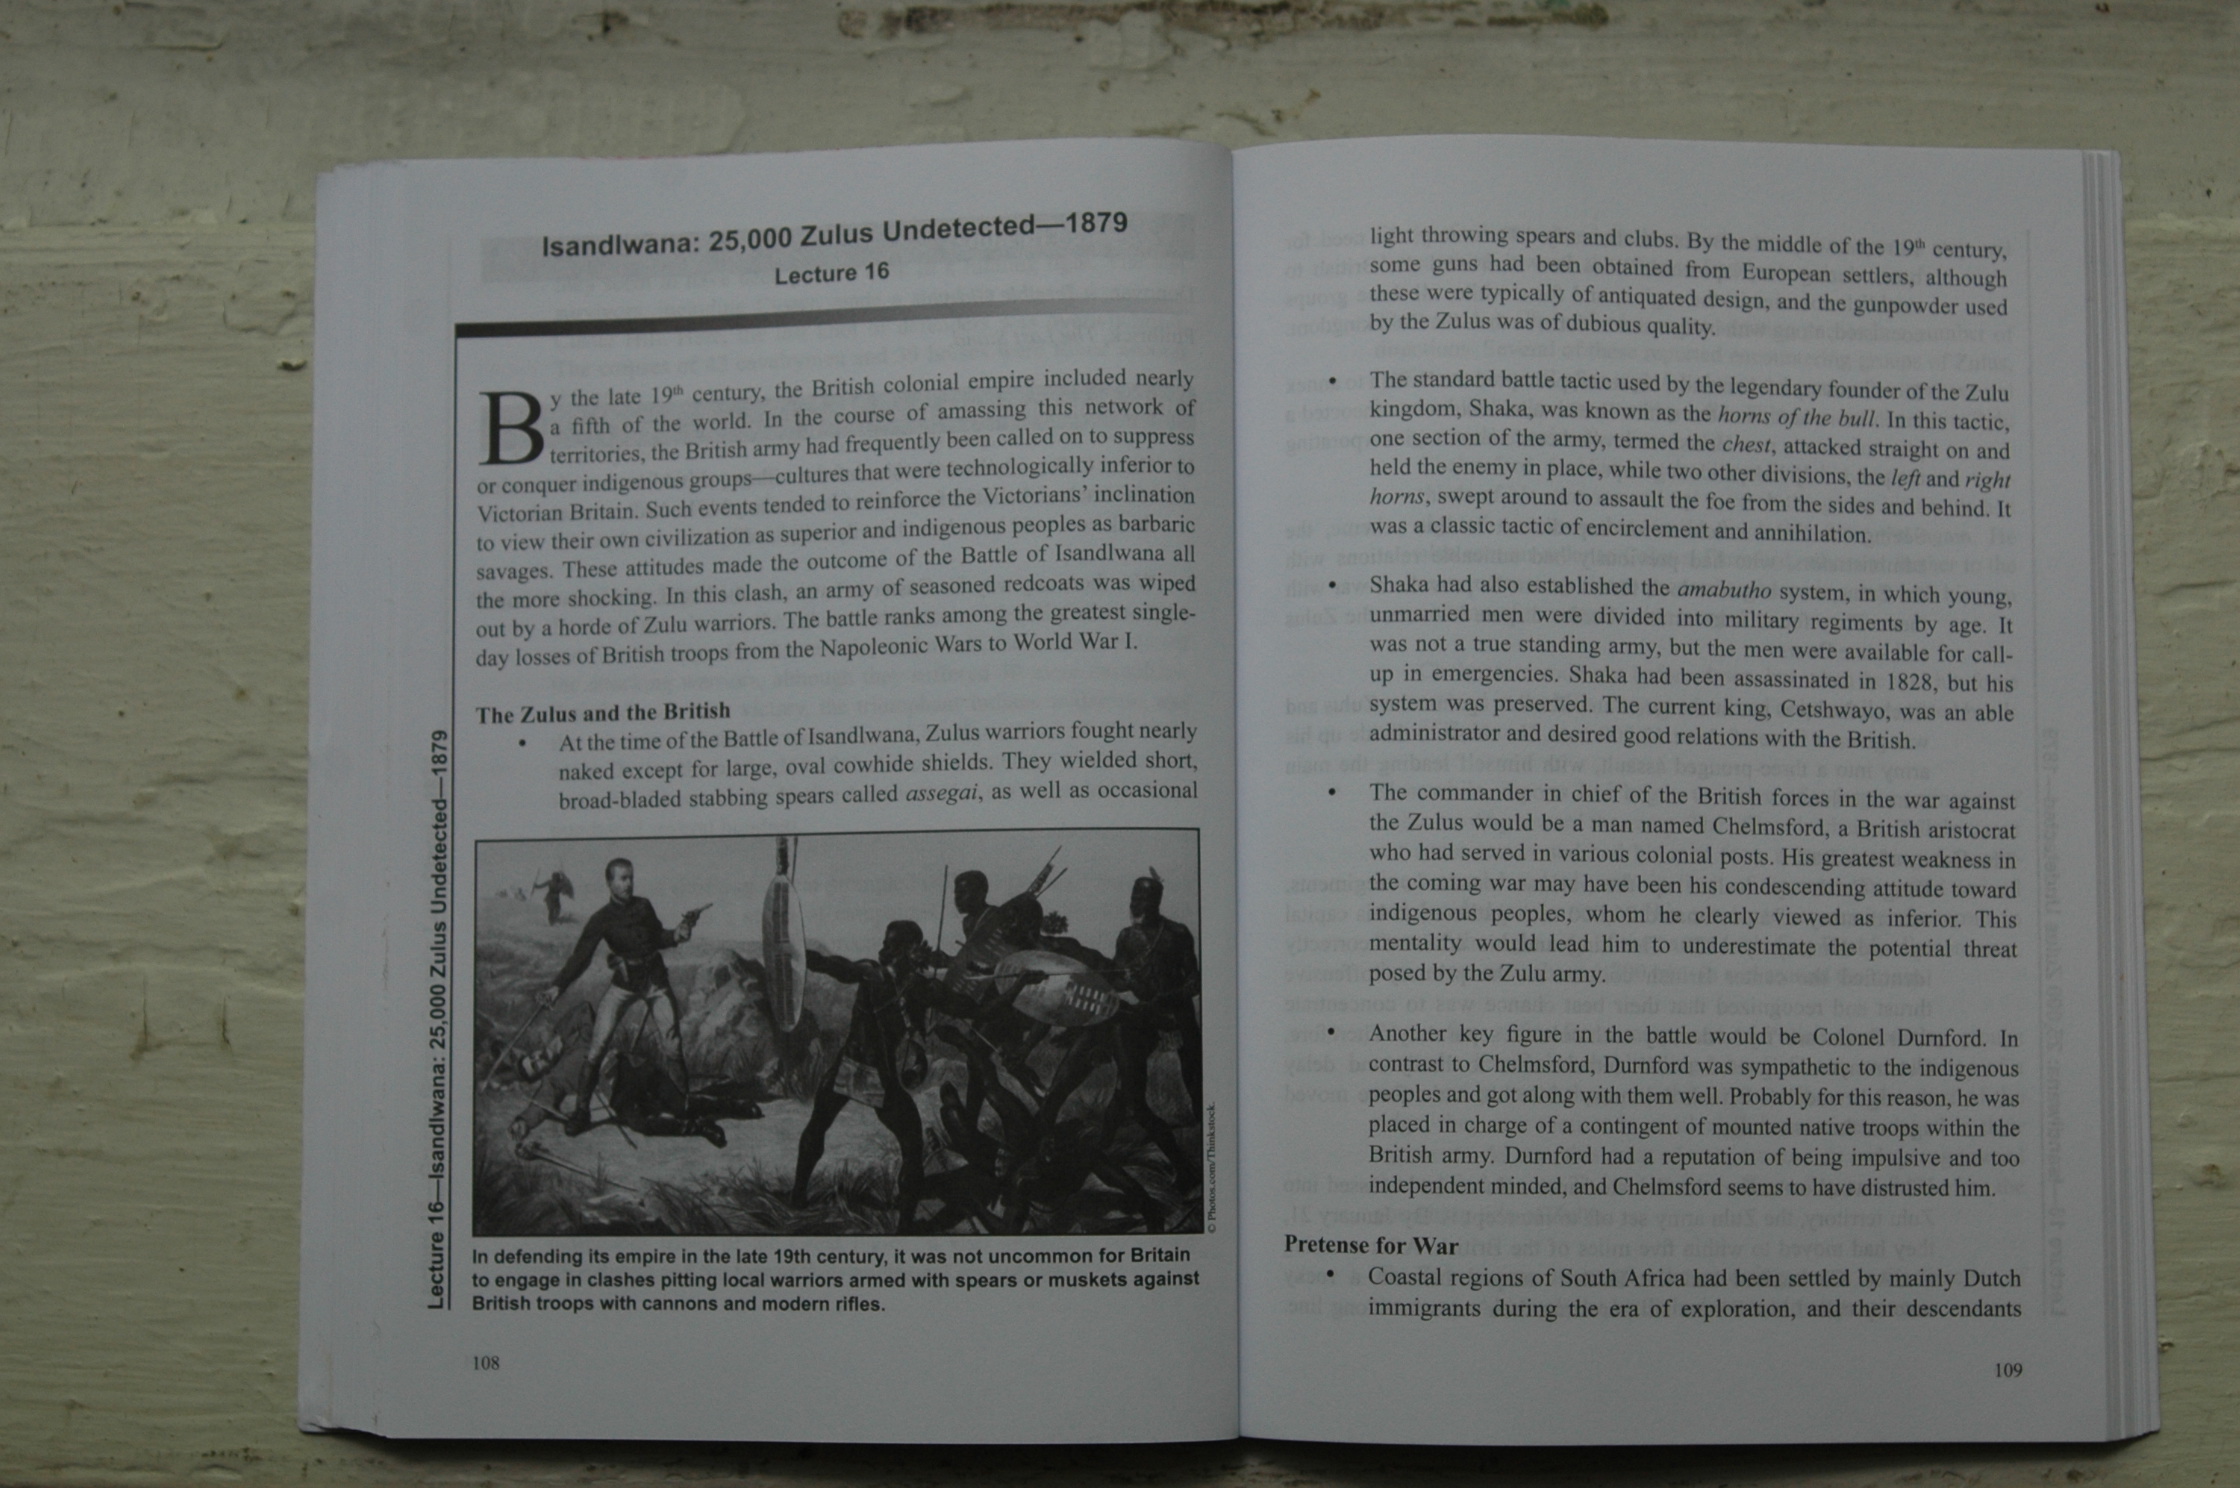 Isandlwana: 25,000 Zulus Undetected—1879
Lecture 16
By the late 19th century, the British colonial empire included nearly
a fifth of the world. In the course of amassing this network of
territories, the British army had frequently been called on to suppress
or conquer indigenous groups—cultures that were technologically inferior to
Victorian Britain. Such events tended to reinforce the Victorians’ inclination
to view their own civilization as superior and indigenous peoples as barbaric
savages. These attitudes made the outcome of the Battle of Isandlwana all
the more shocking. In this clash, an army of seasoned redcoats was wiped
out by a horde of Zulu warriors. The battle ranks among the greatest single-
day losses of British troops from the Napoleonic Wars to World War I.
The Zulus and the British
• At the time of the Battle of Isandlwana, Zulus warriors fought nearly
naked except for large, oval cowhide shields. They wielded short,
broad-bladed stabbing spears called assegai, as well as occasional
© Photos.com/Thinkstock.
In defending its empire in the late 19th century, it was not uncommon for Britain
to engage in clashes pitting local warriors armed with spears or muskets against
British troops with cannons and modern rifles.
Lecture 16—Isandlwana: 25,000 Zulus Undetected—1879
108
light throwing spears and clubs. By the middle of the 19th century,
some guns had been obtained from European settlers, although
these were typically of antiquated design, and the gunpowder used
by the Zulus was of dubious quality.
• The standard battle tactic used by the legendary founder of the Zulu
kingdom, Shaka, was known as the horns of the bull. In this tactic,
one section of the army, termed the chest, attacked straight on and
held the enemy in place, while two other divisions, the left and right
horns, swept around to assault the foe from the sides and behind. It
was a classic tactic of encirclement and annihilation.
• Shaka had also established the amabutho system, in which young,
unmarried men were divided into military regiments by age. It
was not a true standing army, but the men were available for call-
up in emergencies. Shaka had been assassinated in 1828, but his
system was preserved. The current king, Cetshwayo, was an able
administrator and desired good relations with the British.
• The commander in chief of the British forces in the war against
the Zulus would be a man named Chelmsford, a British aristocrat
who had served in various colonial posts. His greatest weakness in
the coming war may have been his condescending attitude toward
indigenous peoples, whom he clearly viewed as inferior. This
mentality would lead him to underestimate the potential threat
posed by the Zulu army.
• Another key figure in the battle would be Colonel Durnford. In
contrast to Chelmsford, Durnford was sympathetic to the indigenous
peoples and got along with them well. Probably for this reason, he was
placed in charge of a contingent of mounted native troops within the
British army. Durnford had a reputation of being impulsive and too
independent minded, and Chelmsford seems to have distrusted him.
Pretense for War
• Coastal regions of South Africa had been settled by mainly Dutch
immigrants during the era of exploration, and their descendants
109